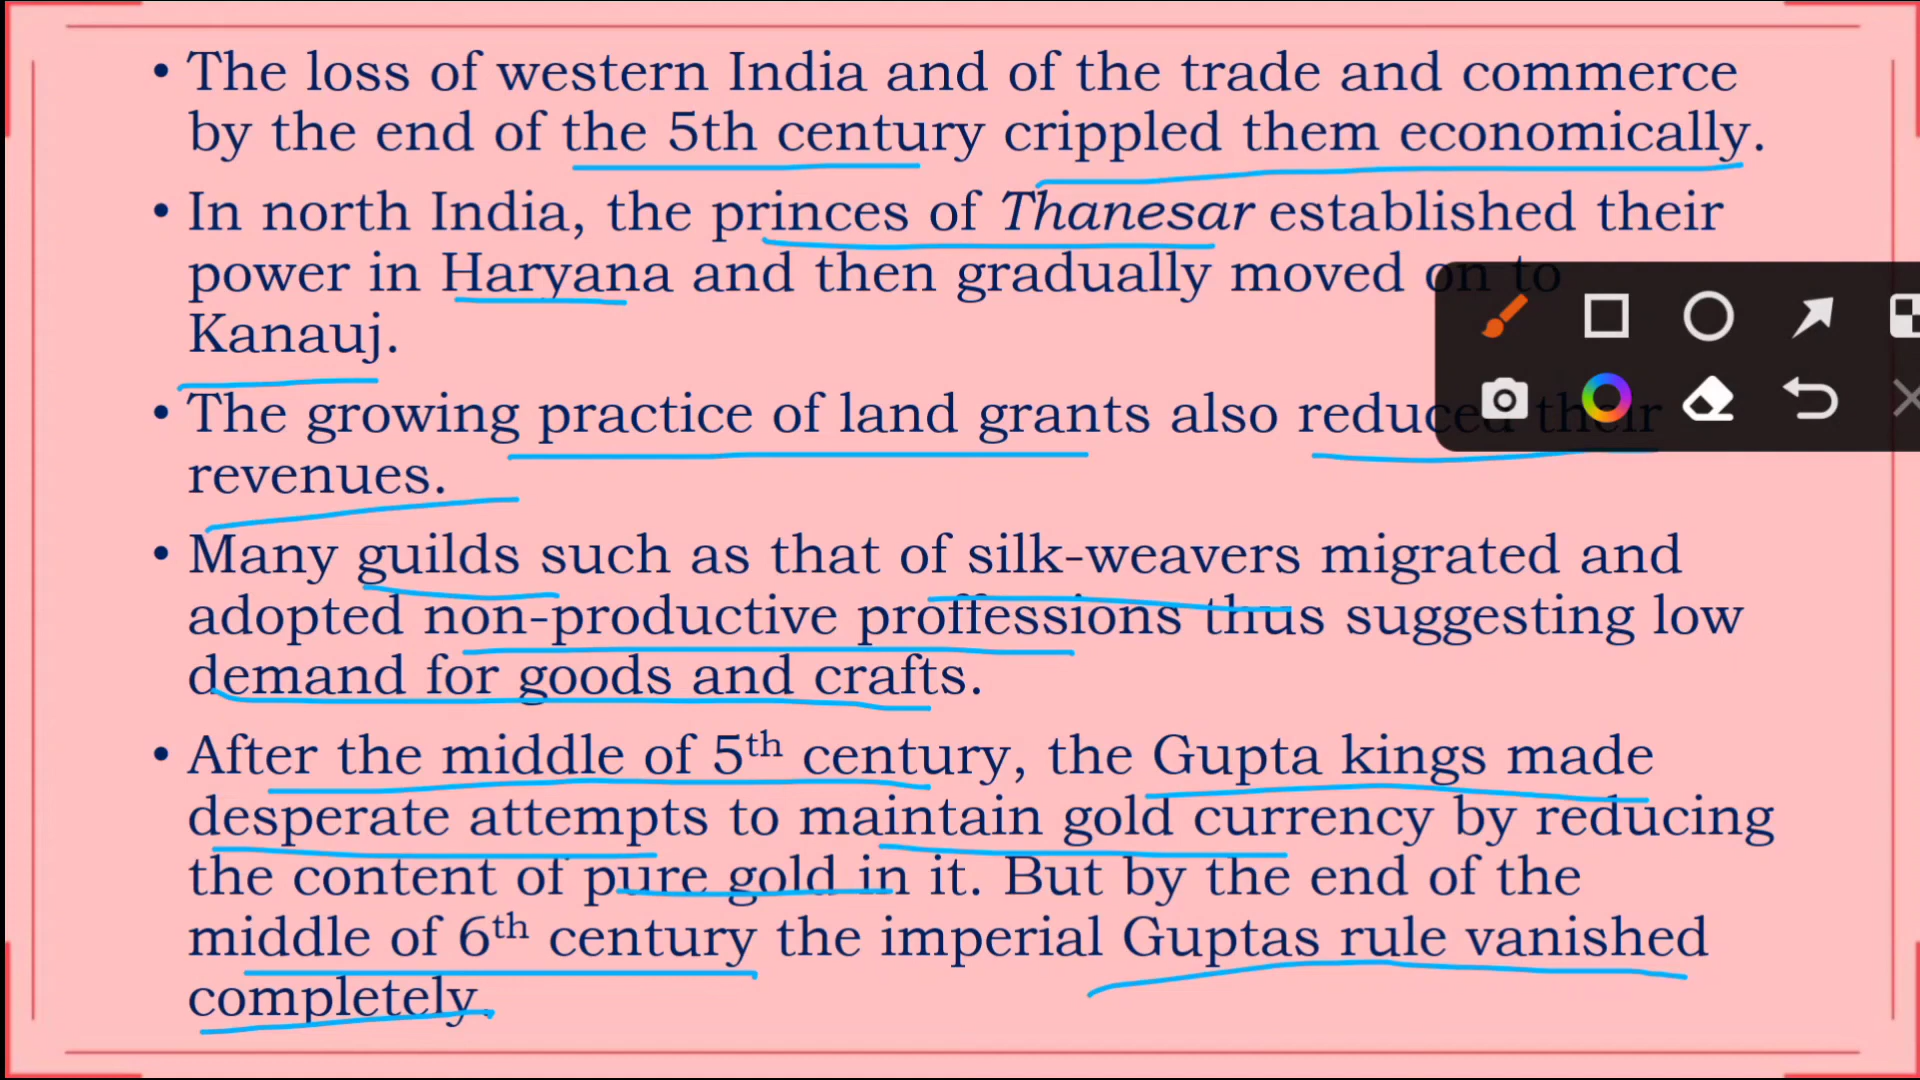 • The loss of western India and of the trade and commerce
by the end of the 5th century crippled them economically.
• In north India, the princes of Thanesar established their
power in Haryana and then gradually moved on to
Kanauj.
• The growing practice of land grants also reduced their
revenues.
• Many guilds such as that of silk-weavers migrated and
adopted non-productive proffessions thus suggesting low
demand for goods and crafts.
• After the middle of 5th century, the Gupta kings made
desperate attempts to maintain gold currency by reducing
the content of pure gold in it. But by the end of the
middle of 6th century the imperial Guptas rule vanished
completely.